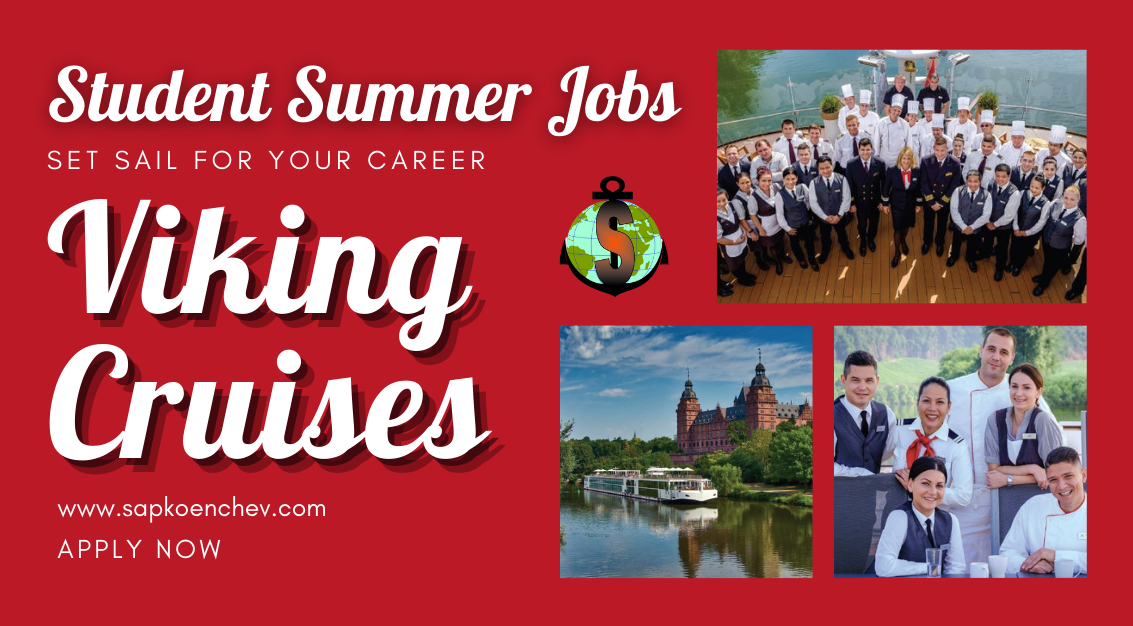 Student Summer Jobs
SET SAIL FOR YOUR CAREER
Viking
Cruises
S
www.sapkoenchev.com
APPLY NOW